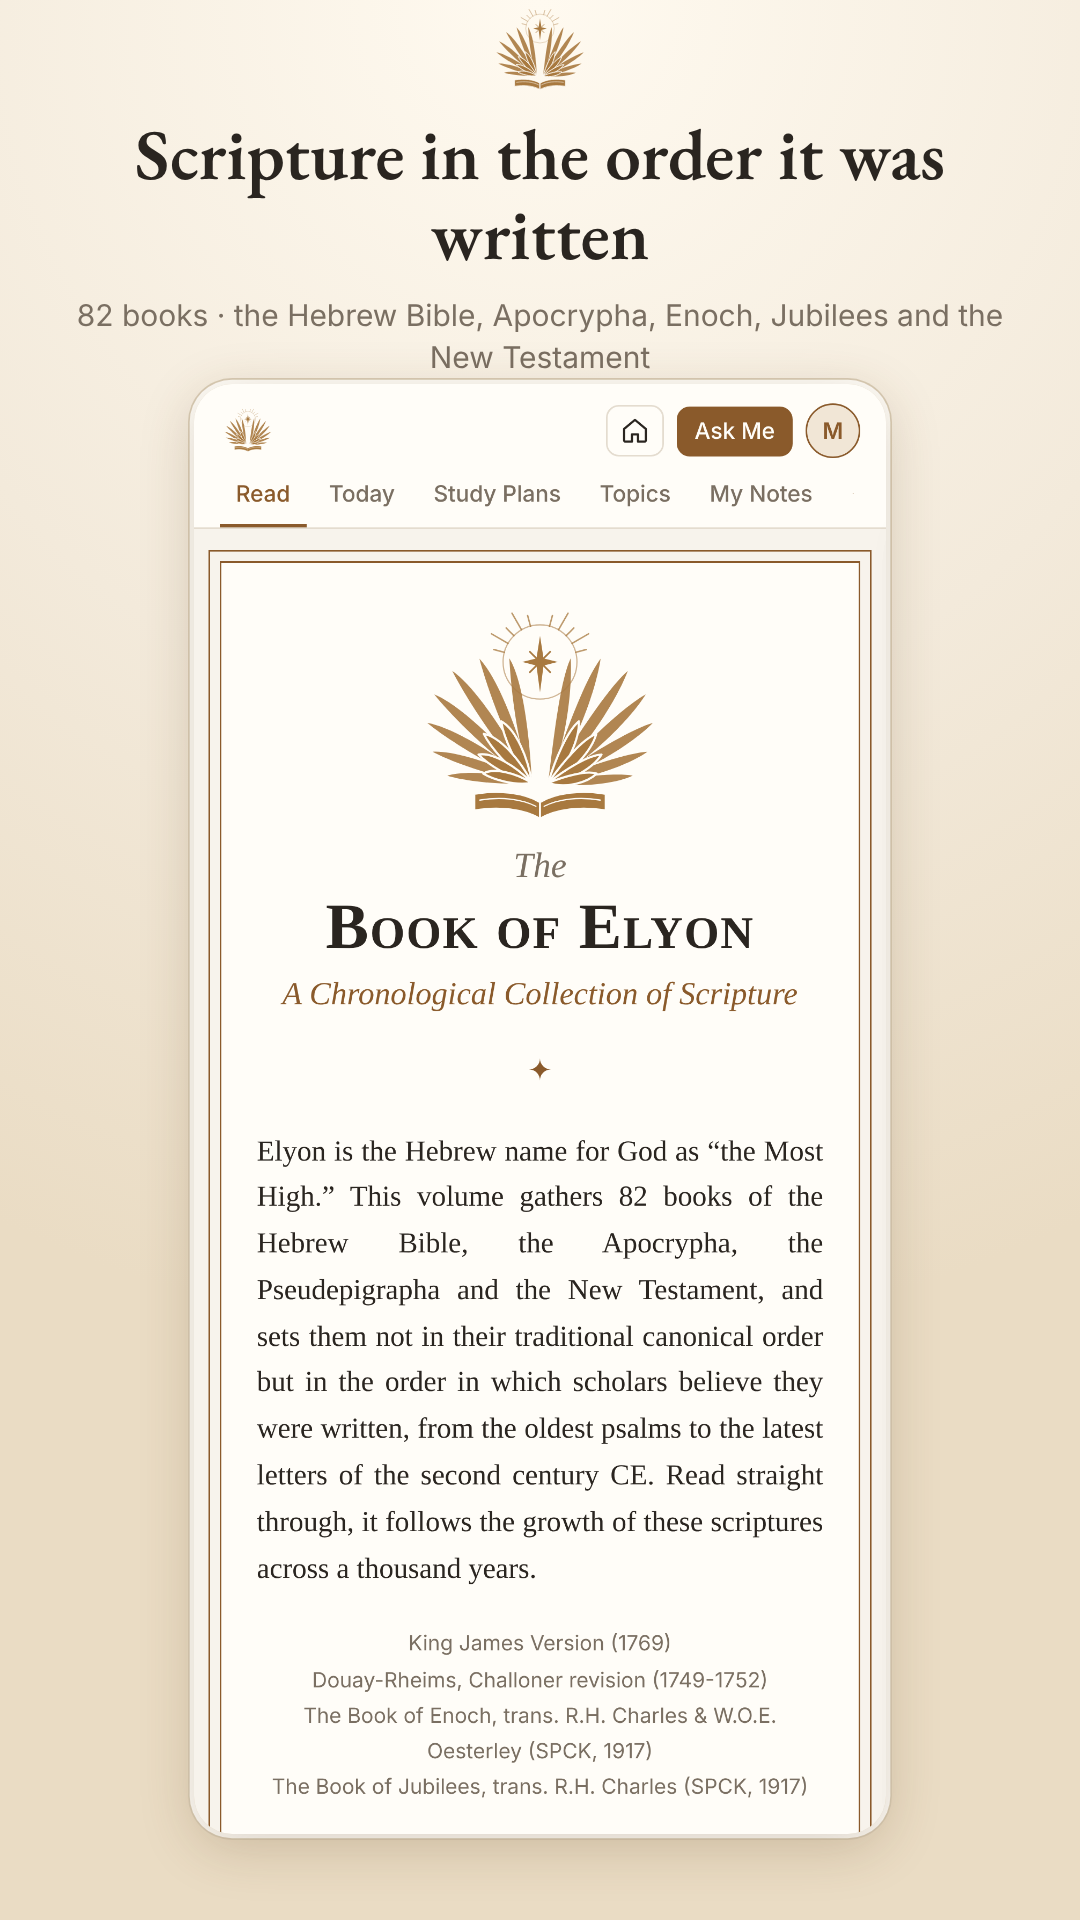 Scripture in the order it was
written
82 books · the Hebrew Bible, Apocrypha, Enoch, Jubilees and the
New Testament
Ask Me
M
Read
Today
Study Plans
Topics
My Notes
The
Book of Elyon
A Chronological Collection of Scripture
Elyon is the Hebrew name for God as “the Most
High.” This volume gathers 82 books of the
Hebrew Bible, the Apocrypha, the
Pseudepigrapha and the New Testament, and
sets them not in their traditional canonical order
but in the order in which scholars believe they
were written, from the oldest psalms to the latest
letters of the second century CE. Read straight
through, it follows the growth of these scriptures
across a thousand years.
King James Version (1769)
Douay-Rheims, Challoner revision (1749-1752)
The Book of Enoch, trans. R.H. Charles & W.O.E.
Oesterley (SPCK, 1917)
The Book of Jubilees, trans. R.H. Charles (SPCK, 1917)